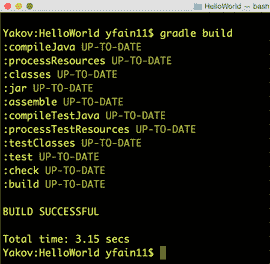 HelloWorld — bash
Yakov:HelloWorld yfain11$ gradle build
:compileJava UP-TO-DATE
:processResources UP-TO-DATE
:classes UP-TO-DATE
:jar UP-TO-DATE
:assemble UP-TO-DATE
:compileTestJava UP-TO-DATE
:processTestResources UP-TO-DATE
:testClasses UP-TO-DATE
:test UP-TO-DATE
:check UP-TO-DATE
:build UP-TO-DATE
BUILD SUCCESSFUL
Total time: 3.15 secs
Yakov:HelloWorld yfain11$